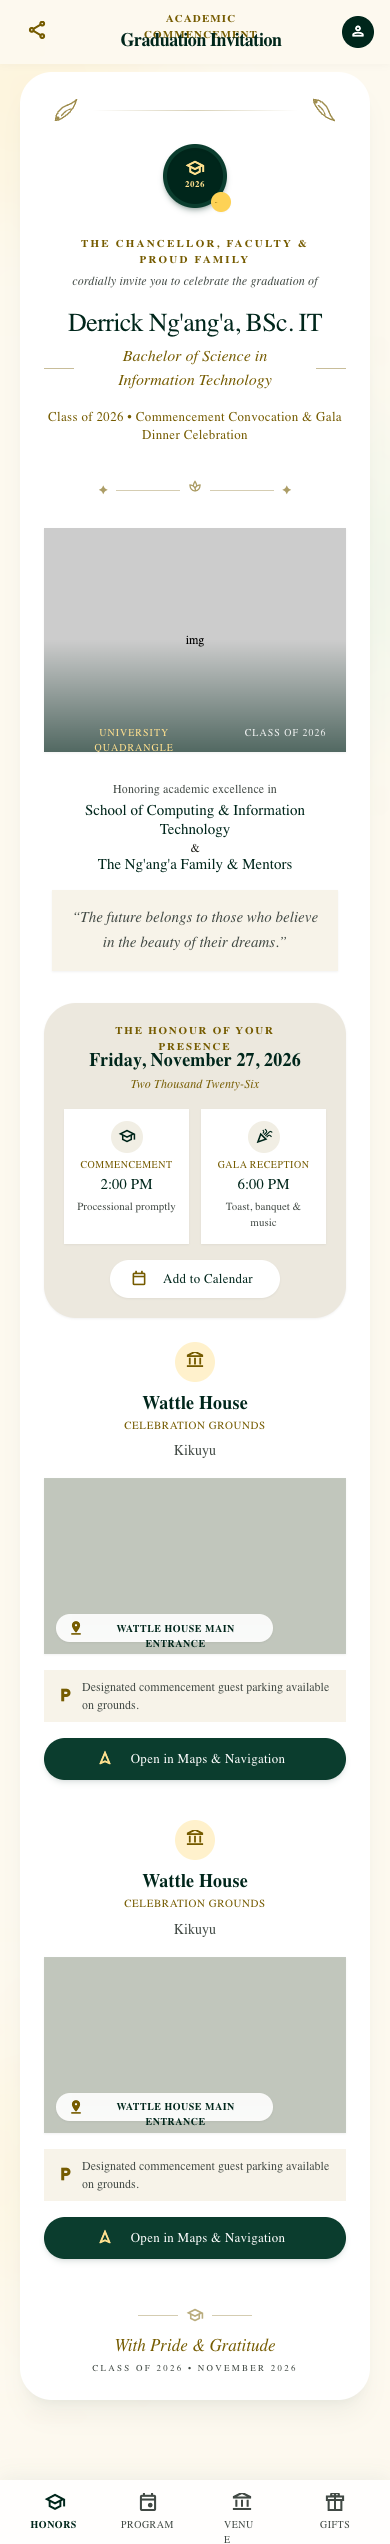 ACADEMIC
COMMENCEMENT
Graduation Invitation
2026
THE CHANCELLOR, FACULTY &
PROUD FAMILY
cordially invite you to celebrate the graduation of
Derrick Ng'ang'a, BSc. IT
Bachelor of Science in
Information Technology
Class of 2026 • Commencement Convocation & Gala
Dinner Celebration
img
UNIVERSITY
QUADRANGLE
CLASS OF 2026
Honoring academic excellence in
School of Computing & Information
Technology
&
The Ng'ang'a Family & Mentors
“The future belongs to those who believe
in the beauty of their dreams.”
THE HONOUR OF YOUR
PRESENCE
Friday, November 27, 2026
Two Thousand Twenty-Six
COMMENCEMENT
2:00 PM
Processional promptly
GALA RECEPTION
6:00 PM
Toast, banquet &
music
Add to Calendar
Wattle House
CELEBRATION GROUNDS
Kikuyu
WATTLE HOUSE MAIN
ENTRANCE
P
Designated commencement guest parking available
on grounds.
Open in Maps & Navigation
Wattle House
CELEBRATION GROUNDS
Kikuyu
WATTLE HOUSE MAIN
ENTRANCE
P
Designated commencement guest parking available
on grounds.
Open in Maps & Navigation
With Pride & Gratitude
CLASS OF 2026 • NOVEMBER 2026
HONORS
PROGRAM
VENU
E
GIFTS